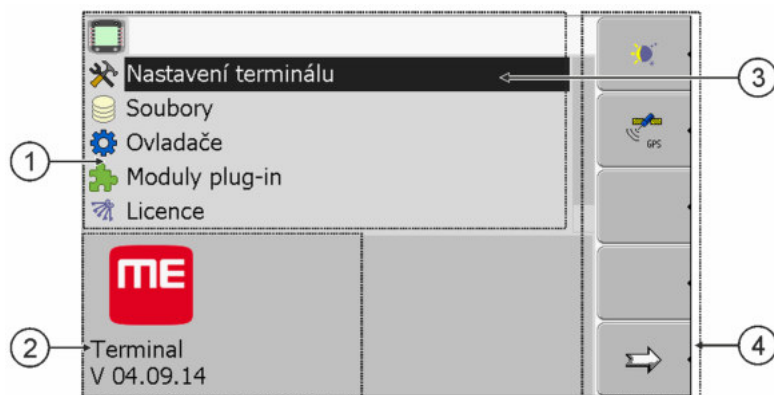 Nastavení terminálu
Soubory
Ovladače
Moduly plug-in
Licence
ME
Terminal
V 04.09.14
GPS
1
2
3
4